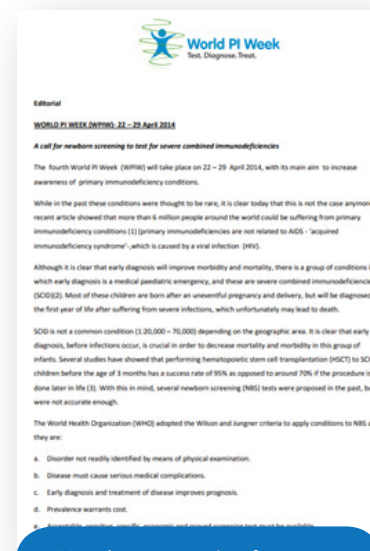 World PI Week
Test. Diagnose. Treat.
Editorial
WORLD PI WEEK (WPIW)- 22 – 29 April 2014
A call for newborn screening to test for severe combined immunodeficiencies
The fourth World PI Week (WPIW) will take place on 22 – 29 April 2014, with its main aim to increase
awareness of primary immunodeficiency conditions.
While in the past these conditions were thought to be rare, it is clear today that this is not the case anymore
recent article showed that more than 6 million people around the world could be suffering from primary
immunodeficiency conditions (1) (primary immunodeficiencies are not related to AIDS - 'acquired
immunodeficiency syndrome'-,which is caused by a viral infection (HIV).
Although it is clear that early diagnosis will improve morbidity and mortality, there is a group of conditions
which early diagnosis is a medical paediatric emergency, and these are severe combined immunodeficiencie
(SCID)(2). Most of these children are born after an uneventful pregnancy and delivery, but will be diagnosed
the first year of life after suffering from severe infections, which unfortunately may lead to death.
SCID is not a common condition (1:20,000 – 70,000) depending on the geographic area. It is clear that early
diagnosis, before infections occur, is crucial in order to decrease mortality and morbidity in this group of
infants. Several studies have showed that performing hematopoietic stem cell transplantation (HSCT) to SCI
children before the age of 3 months has a success rate of 95% as opposed to around 70% if the procedure is
done later in life (3). With this in mind, several newborn screening (NBS) tests were proposed in the past, bu
were not accurate enough.
The World Health Organization (WHO) adopted the Wilson and Jungner criteria to apply conditions to NBS a
they are:
a. Disorder not readily identified by means of physical examination.
b. Disease must cause serious medical complications.
c. Early diagnosis and treatment of disease improves prognosis.
d. Prevalence warrants cost.
e. Acceptable, sensitive, specific, economic and proved screening test must be available.